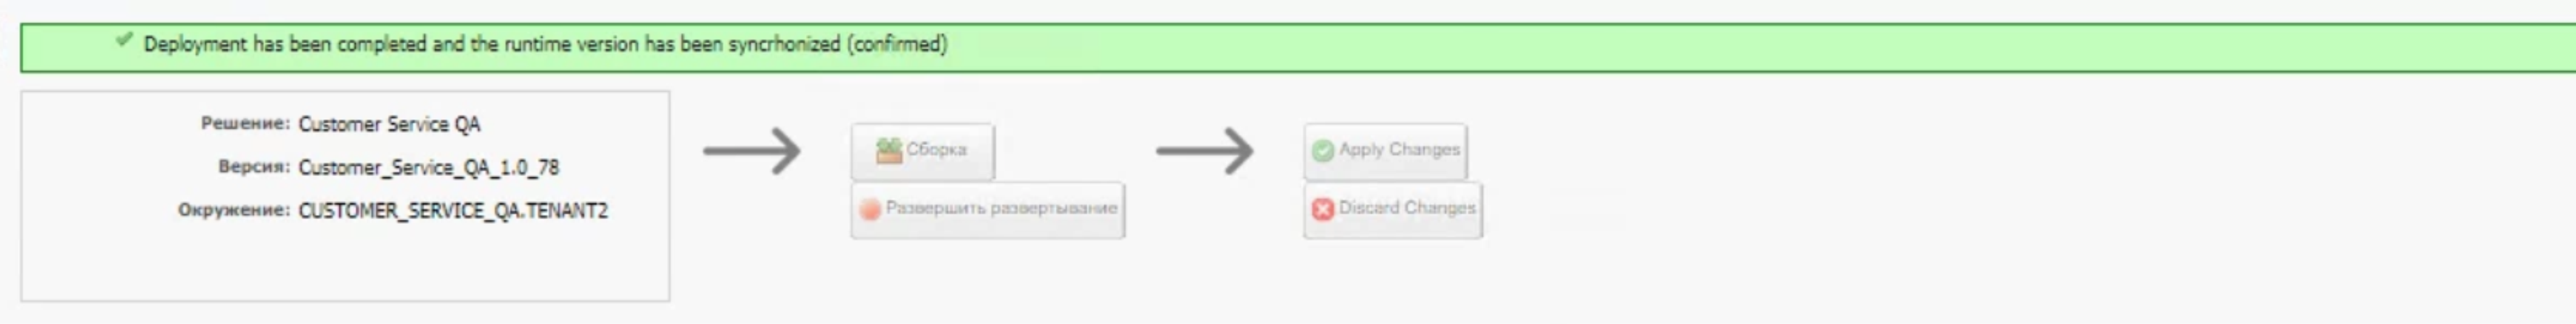 Deployment has been completed and the runtime version has been syncrhonized (confirmed)
Решение: Customer Service QA
Версия: Customer_Service_QA_1.0_78
Окружение: CUSTOMER_SERVICE_QA.TENANT2
Сборка
Развершить развертывание
Apply Changes
Discard Changes